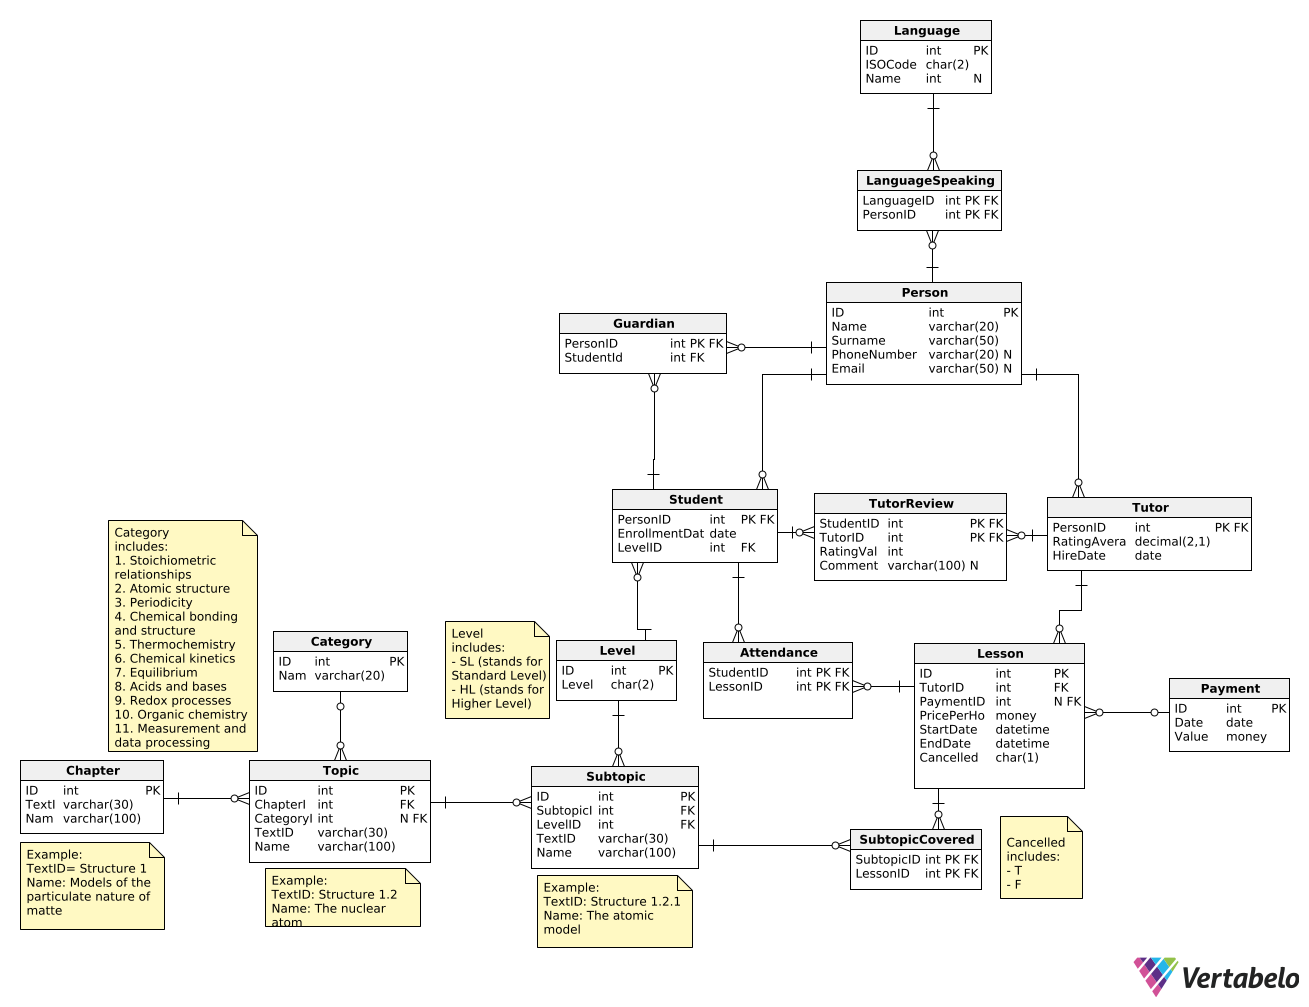 Language
ID int PK
ISOCode char(2)
Name int N
LanguageSpeaking
LanguageID int PK FK
PersonID int PK FK
Person
ID int PK
Name varchar(20)
Surname varchar(50)
PhoneNumber varchar(20) N
Email varchar(50) N
Guardian
PersonID int PK FK
StudentId int FK
Student
PersonID int PK FK
EnrollmentDat date
LevelID int FK
TutorReview
StudentID int PK FK
TutorID int PK FK
RatingVal int
Comment varchar(100) N
Tutor
PersonID int PK FK
RatingAvera decimal(2,1)
HireDate date
Category
includes:
1. Stoichiometric
relationships
2. Atomic structure
3. Periodicity
4. Chemical bonding
and structure
5. Thermochemistry
6. Chemical kinetics
7. Equilibrium
8. Acids and bases
9. Redox processes
10. Organic chemistry
11. Measurement and
data processing
Category
ID int PK
Nam varchar(20)
Level
includes:
- SL (stands for
Standard Level)
- HL (stands for
Higher Level)
Level
ID int PK
Level char(2)
Attendance
StudentID int PK FK
LessonID int PK FK
Lesson
ID int PK
TutorID int FK
PaymentID int N FK
PricePerHo money
StartDate datetime
EndDate datetime
Cancelled char(1)
Payment
ID int PK
Date date
Value money
Chapter
ID int PK
TextI varchar(30)
Nam varchar(100)
Topic
ID int PK
ChapterI int FK
CategoryI int N FK
TextID varchar(30)
Name varchar(100)
Subtopic
ID int PK
SubtopicI int FK
LevelID int FK
TextID varchar(30)
Name varchar(100)
SubtopicCovered
SubtopicID int PK FK
LessonID int PK FK
Cancelled
includes:
- T
- F
Example:
TextID= Structure 1
Name: Models of the
particulate nature of
matte
Example:
TextID: Structure 1.2
Name: The nuclear
atom
Example:
TextID: Structure 1.2.1
Name: The atomic
model
Vertabelo